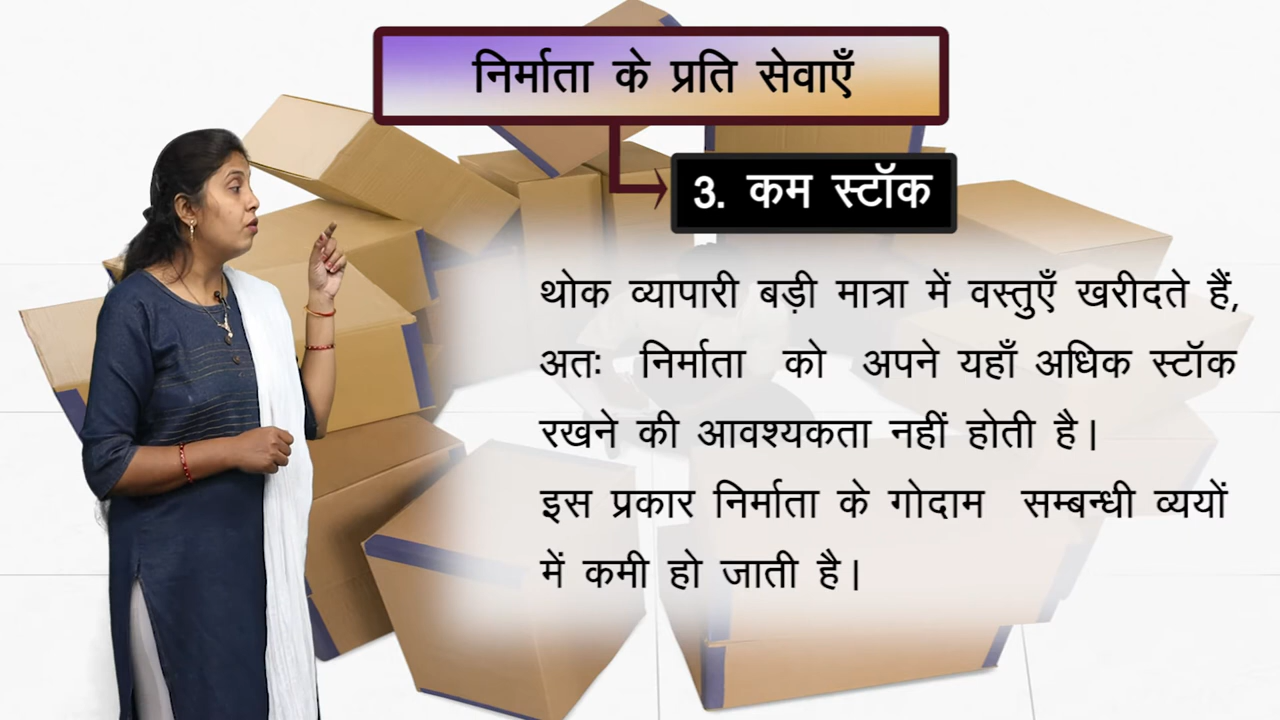 निर्माता के प्रति सेवाएँ
3. कम स्टॉक
थोक व्यापारी बड़ी मात्रा में वस्तुएँ खरीदते हैं,
अतः निर्माता को अपने यहाँ अधिक स्टॉक
रखने की आवश्यकता नहीं होती है।
इस प्रकार निर्माता के गोदाम सम्बन्धी व्ययों
में कमी हो जाती है।